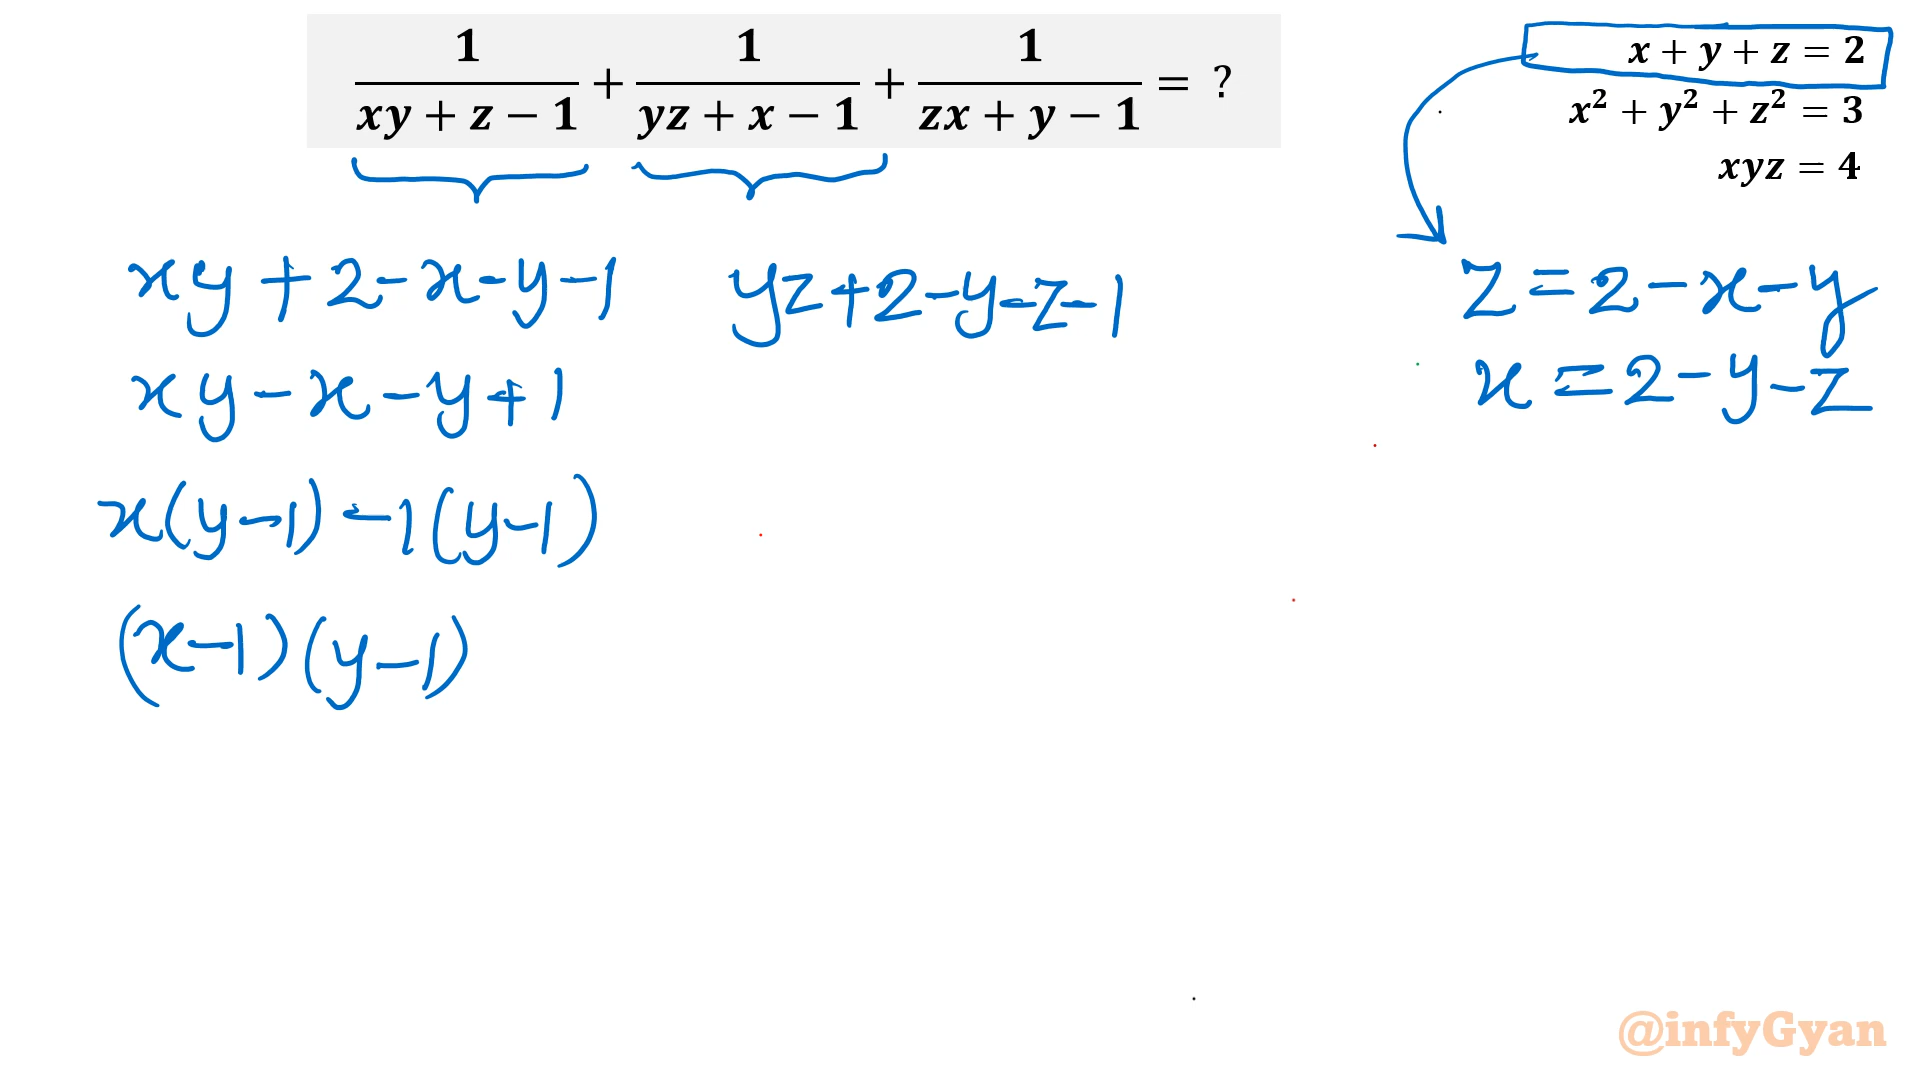 1/(xy + z − 1) + 1/(yz + x − 1) + 1/(zx + y − 1) = ?
x + y + z = 2
x² + y² + z² = 3
xyz = 4
xy + 2 - x - y - 1
yz + 2 - y - z - 1
z = 2 - x - y
xy - x - y + 1
x = 2 - y - z
x(y - 1) - 1(y - 1)
(x - 1)(y - 1)
@infyGyan